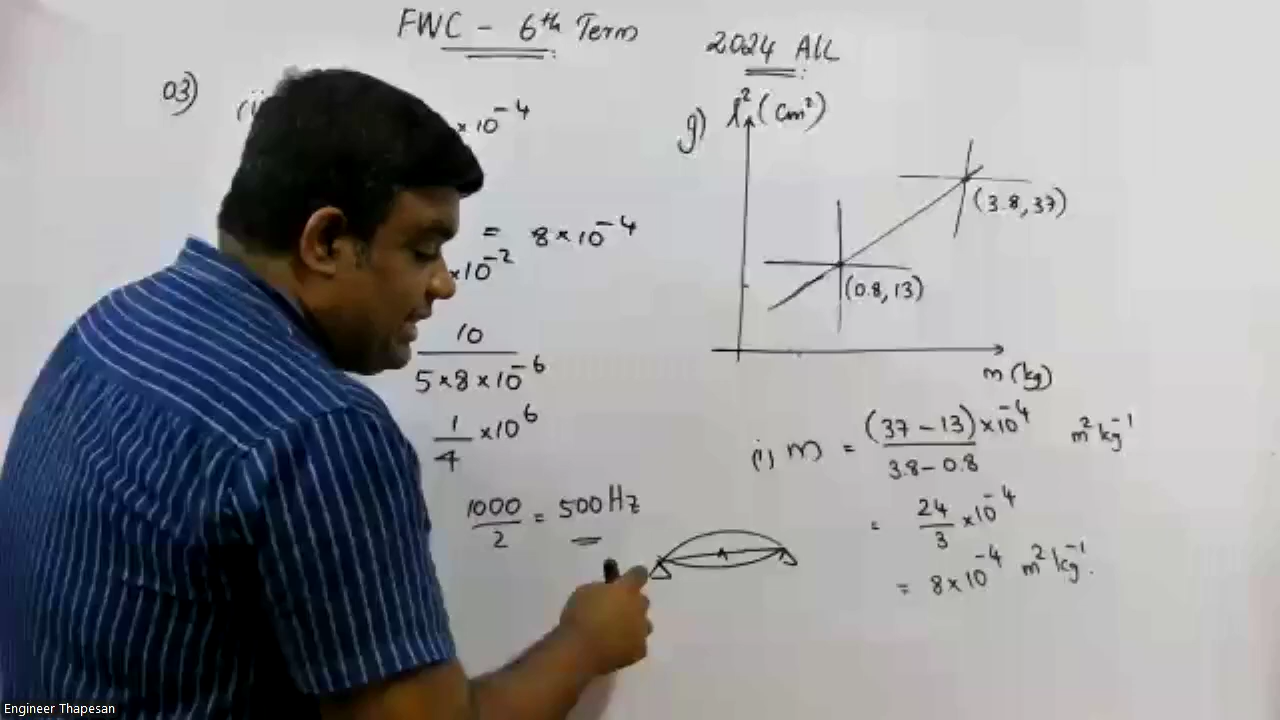 FWC - 6th Term
2024 A/L
03)
(ii)
×10⁻⁴
= 8×10⁻⁴
×10⁻²
10
5×8×10⁻⁶
1
4
×10⁶
1000
2
= 500Hz
g)
l² (cm²)
(3.8, 37)
(0.8, 13)
m (kg)
(i) m = (37-13)×10⁻⁴ m² kg⁻¹
3.8-0.8
= 24
3
×10⁻⁴
= 8×10⁻⁴ m² kg⁻¹.
Engineer Thapesan